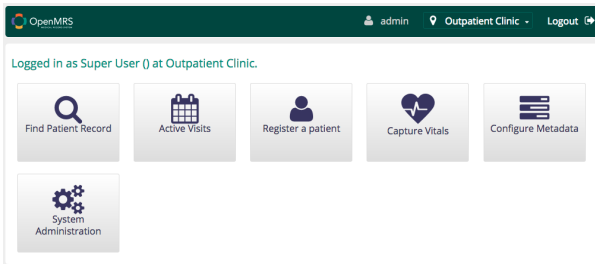 OpenMRS
admin
Outpatient Clinic
Logout
Logged in as Super User () at Outpatient Clinic.
Find Patient Record
Active Visits
Register a patient
Capture Vitals
Configure Metadata
System
Administration